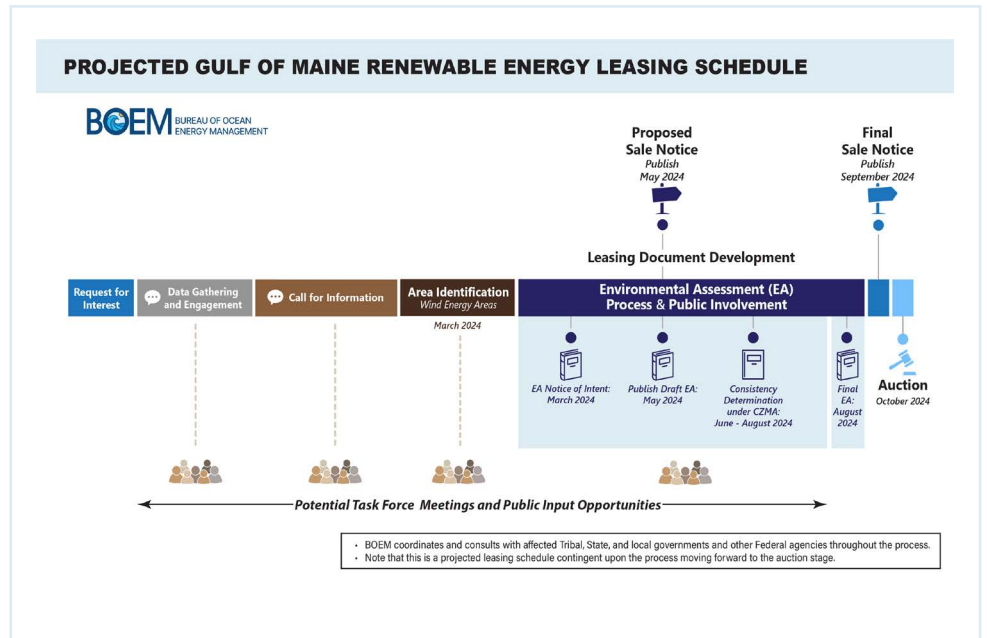 PROJECTED GULF OF MAINE RENEWABLE ENERGY LEASING SCHEDULE
BOEM BUREAU OF OCEAN
ENERGY MANAGEMENT
Proposed
Sale Notice
Publish
May 2024
Final
Sale Notice
Publish
September 2024
Leasing Document Development
Request for
Interest
Data Gathering
and Engagement
Call for Information
Area Identification
Wind Energy Areas
March 2024
Environmental Assessment (EA)
Process & Public Involvement
EA Notice of Intent:
March 2024
Publish Draft EA:
May 2024
Consistency
Determination
under CZMA:
June - August 2024
Final
EA:
August
2024
Auction
October 2024
Potential Task Force Meetings and Public Input Opportunities
• BOEM coordinates and consults with affected Tribal, State, and local governments and other Federal agencies throughout the process.
• Note that this is a projected leasing schedule contingent upon the process moving forward to the auction stage.